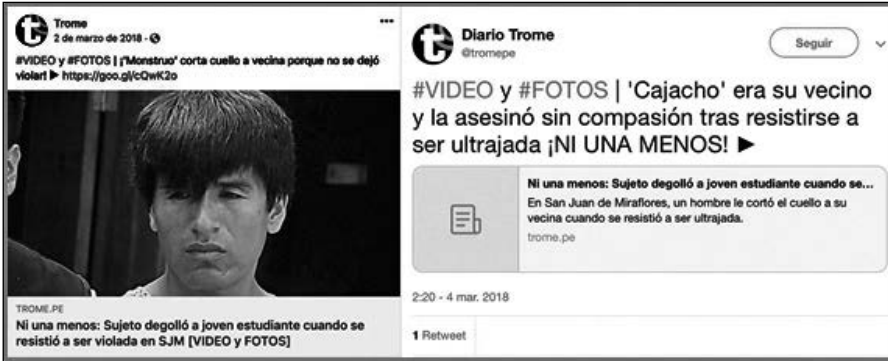 Trome
2 de marzo de 2018 ·
#VIDEO y #FOTOS | ¡'Monstruo' corta cuello a vecina porque no se dejó
violar! ► https://goo.gl/cQwK2o
TROME.PE
Ni una menos: Sujeto degolló a joven estudiante cuando se
resistió a ser violada en SJM [VIDEO y FOTOS]
Diario Trome
@tromepe
Seguir
#VIDEO y #FOTOS | 'Cajacho' era su vecino
y la asesinó sin compasión tras resistirse a
ser ultrajada ¡NI UNA MENOS! ►
Ni una menos: Sujeto degolló a joven estudiante cuando se...
En San Juan de Miraflores, un hombre le cortó el cuello a su
vecina cuando se resistió a ser ultrajada.
trome.pe
2:20 - 4 mar. 2018
1 Retweet